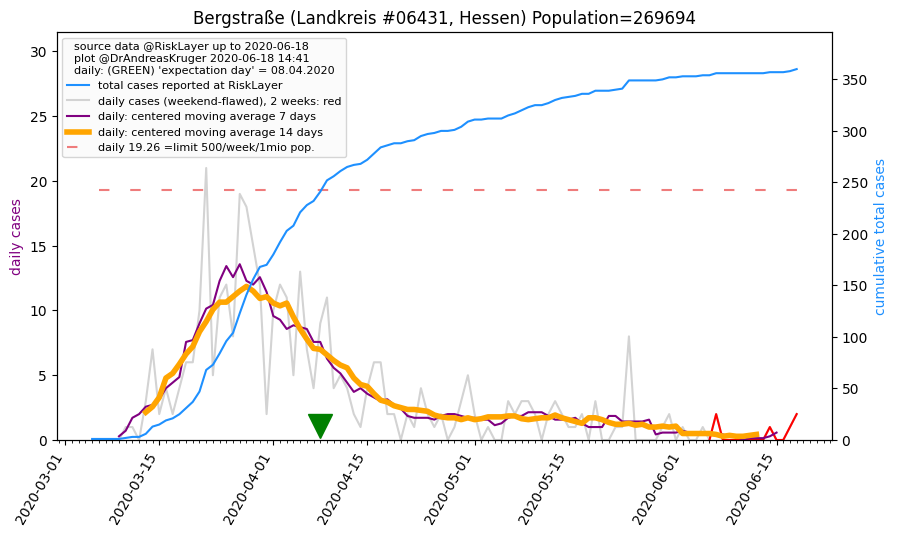 Bergstraße (Landkreis #06431, Hessen) Population=269694
source data @RiskLayer up to 2020-06-18
plot @DrAndreasKruger 2020-06-18 14:41
daily: (GREEN) 'expectation day' = 08.04.2020
total cases reported at RiskLayer
daily cases (weekend-flawed), 2 weeks: red
daily: centered moving average 7 days
daily: centered moving average 14 days
daily 19.26 =limit 500/week/1mio pop.
daily cases
30
25
20
15
10
5
0
cumulative total cases
350
300
250
200
150
100
50
0
2020-03-01
2020-03-15
2020-04-01
2020-04-15
2020-05-01
2020-05-15
2020-06-01
2020-06-15